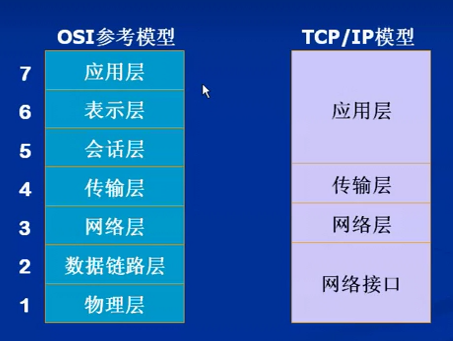 OSI参考模型
TCP/IP模型
7 应用层
6 表示层
5 会话层
4 传输层
3 网络层
2 数据链路层
1 物理层
应用层
传输层
网络层
网络接口